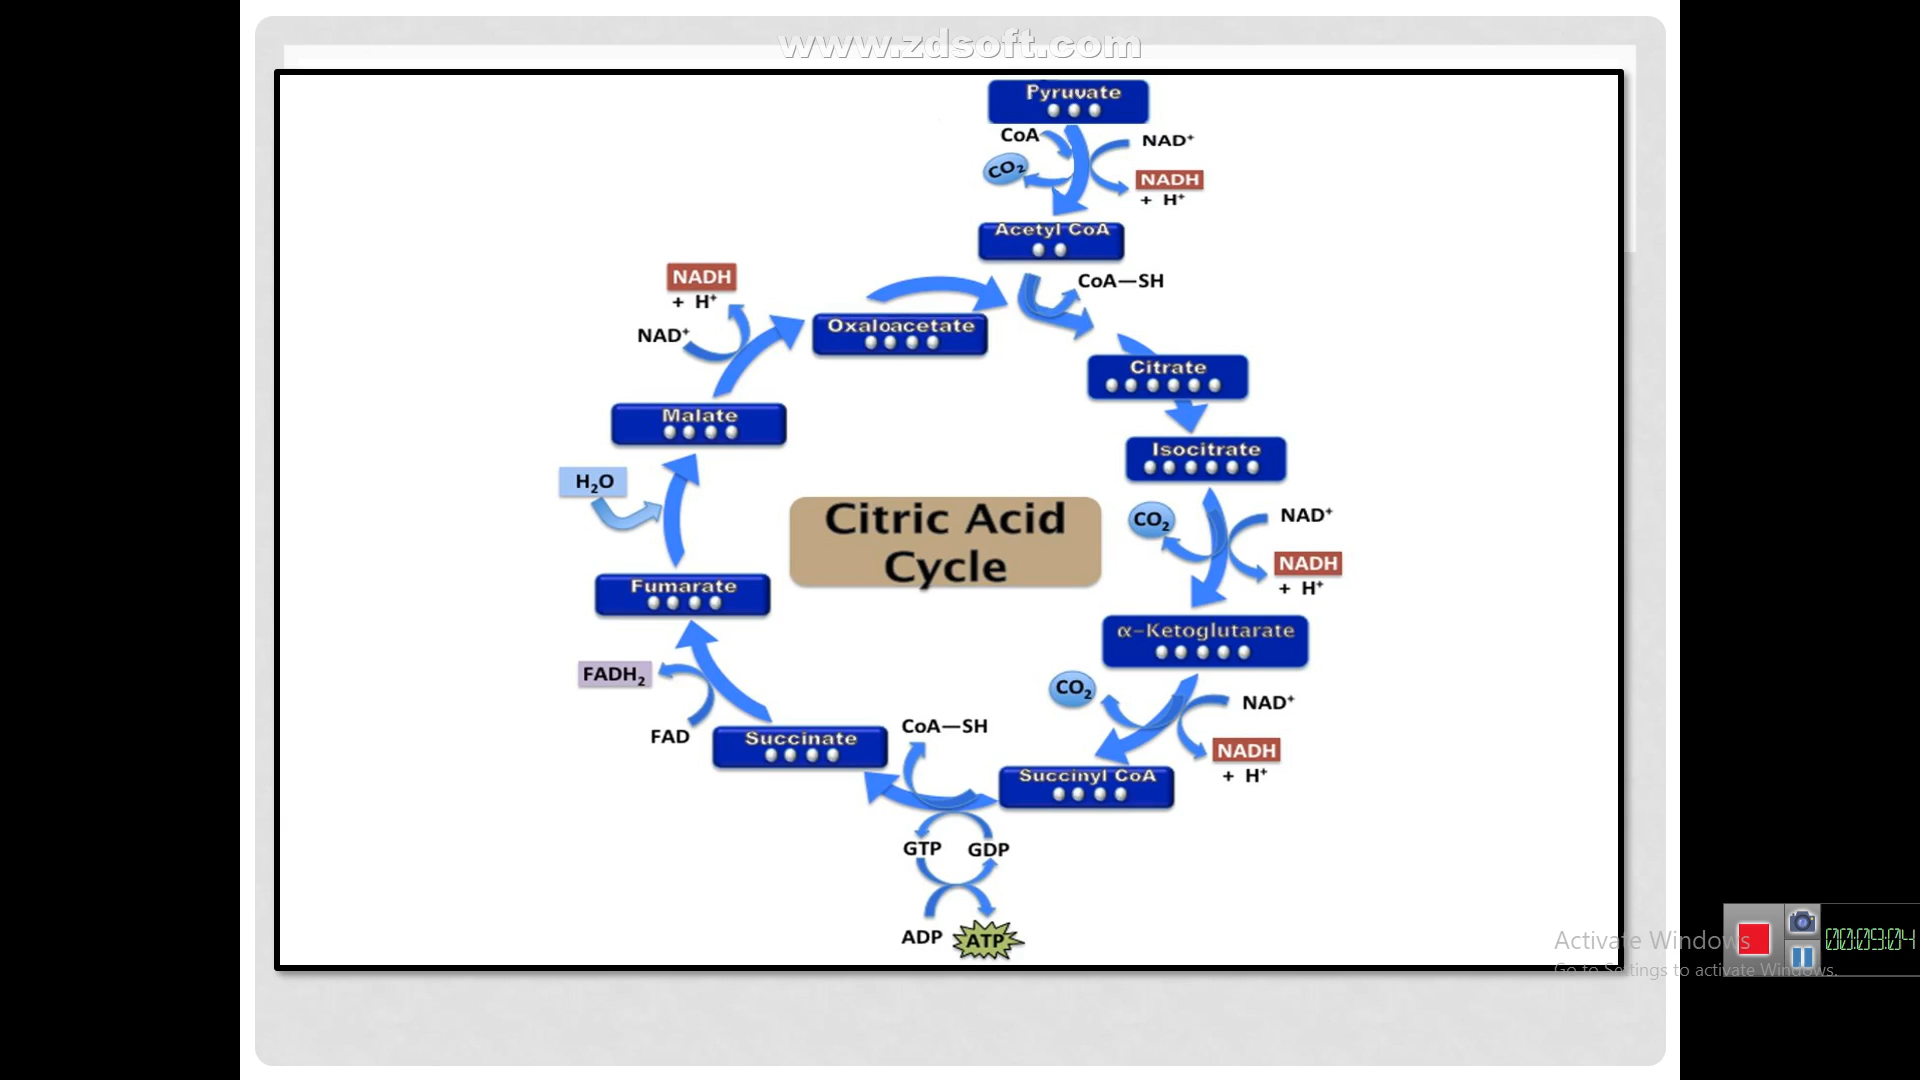 www.zdsoft.com
Pyruvate
CoA
NAD⁺
CO₂
NADH
+ H⁺
Acetyl CoA
CoA—SH
NADH
+ H⁺
NAD⁺
Oxaloacetate
Citrate
Malate
Isocitrate
H₂O
Citric Acid
Cycle
CO₂
NAD⁺
NADH
+ H⁺
Fumarate
α-Ketoglutarate
FADH₂
FAD
CO₂
NAD⁺
NADH
+ H⁺
Succinate
CoA—SH
Succinyl CoA
GTP
GDP
ADP
ATP
Activate Windows
Go to Settings to activate Windows.
00:09:04